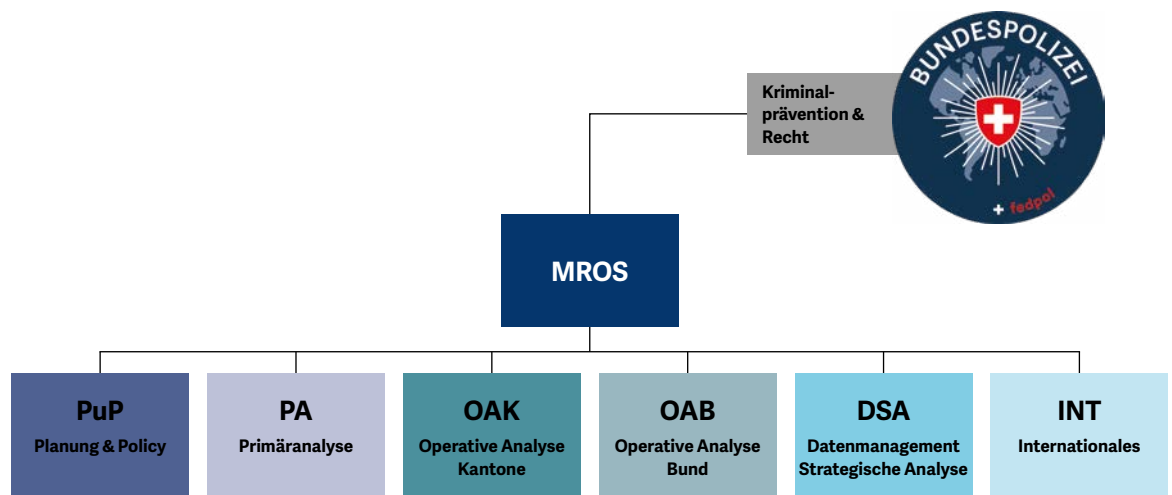 BUNDESPOLIZEI
Kriminal-
prävention &
Recht
fedpol
MROS
PuP
Planung & Policy
PA
Primäranalyse
OAK
Operative Analyse
Kantone
OAB
Operative Analyse
Bund
DSA
Datenmanagement
Strategische Analyse
INT
Internationales